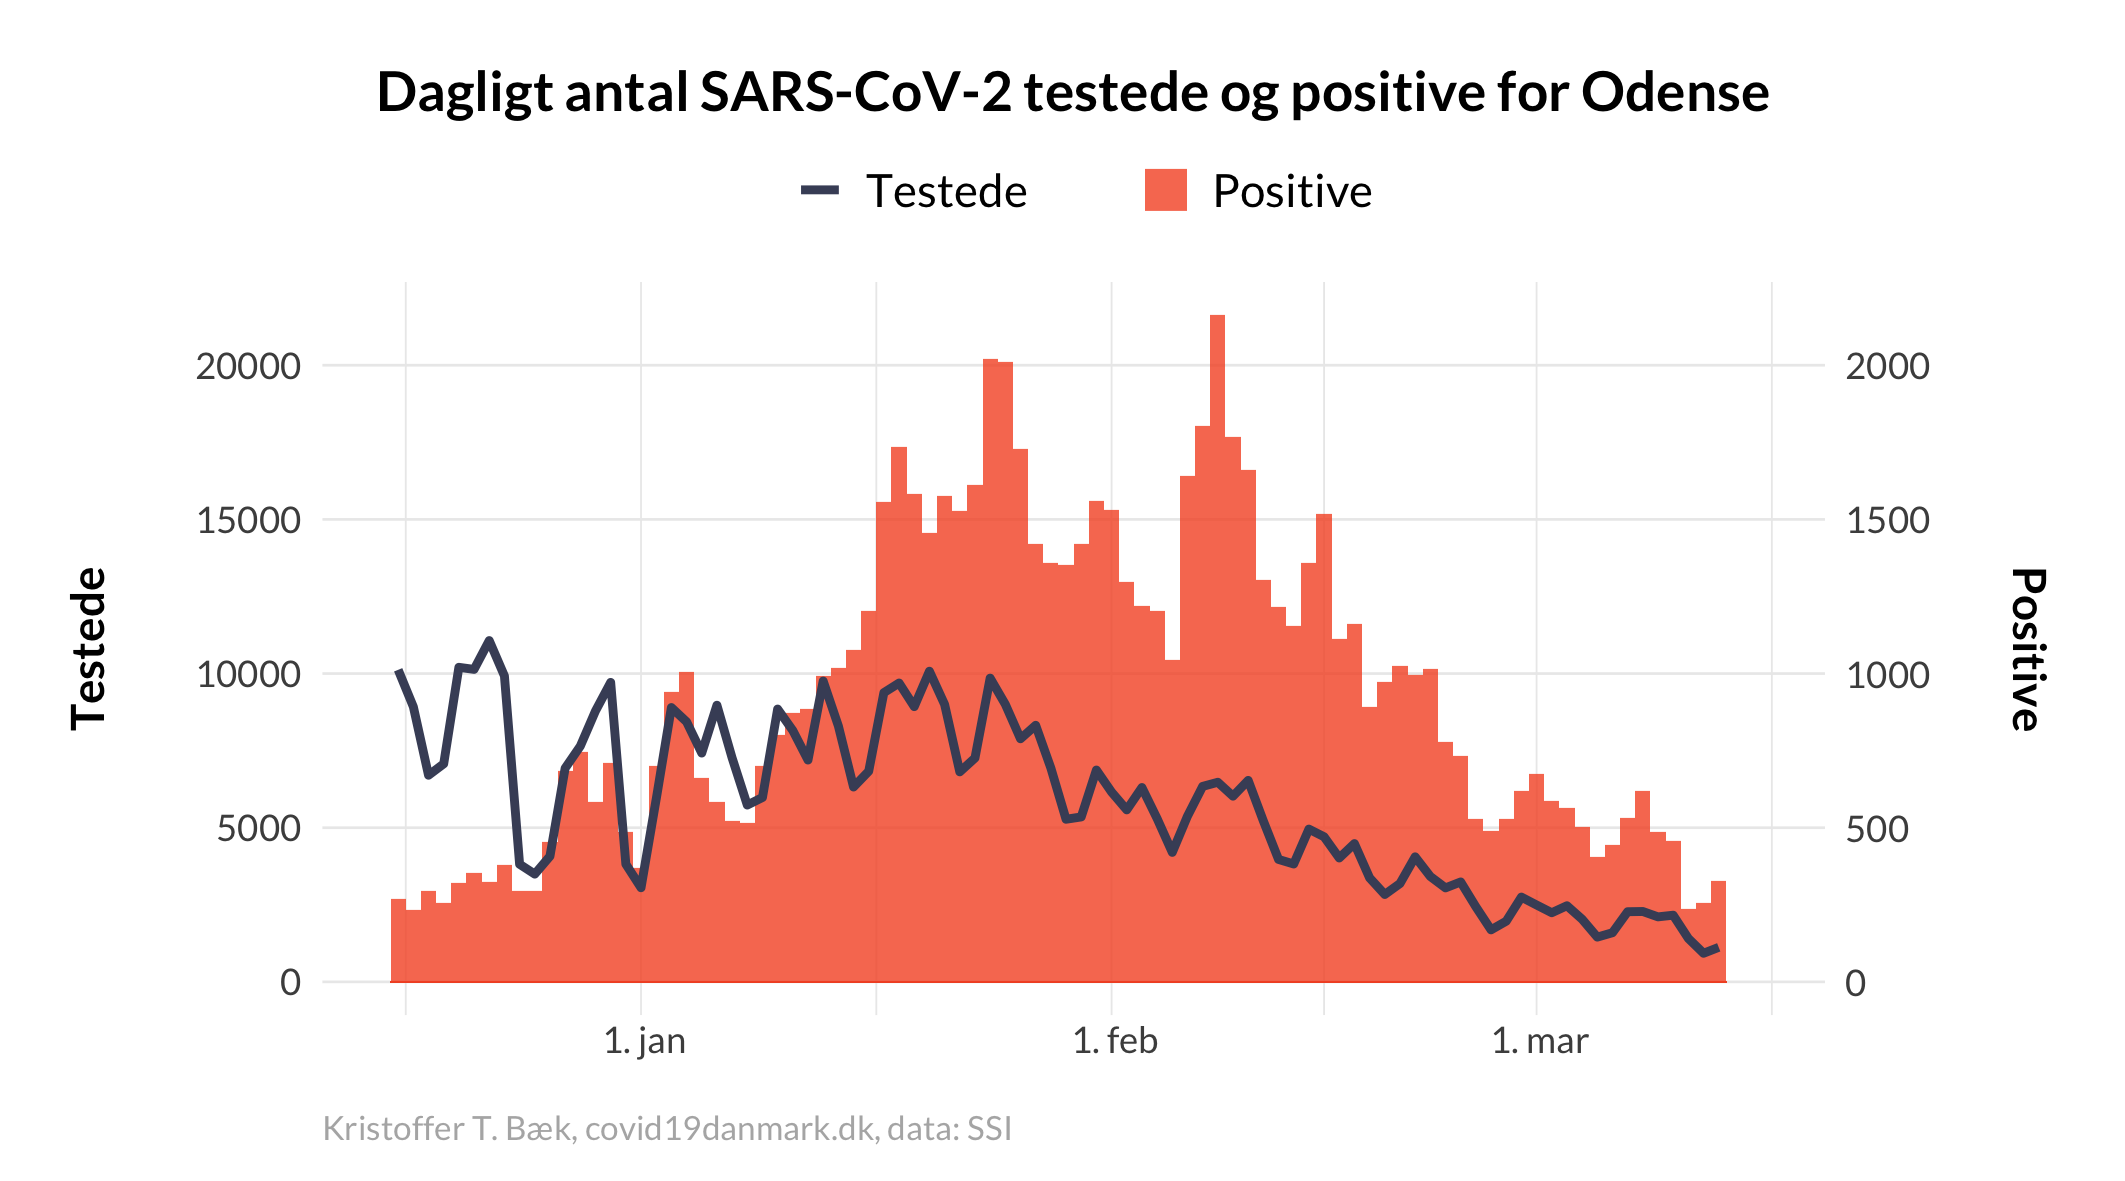 Dagligt antal SARS-CoV-2 testede og positive for Odense
Testede Positive
20000 2000
15000 1500
10000 1000
5000 500
0 0
Testede
Positive
1. jan 1. feb 1. mar
Kristoffer T. Bæk, covid19danmark.dk, data: SSI